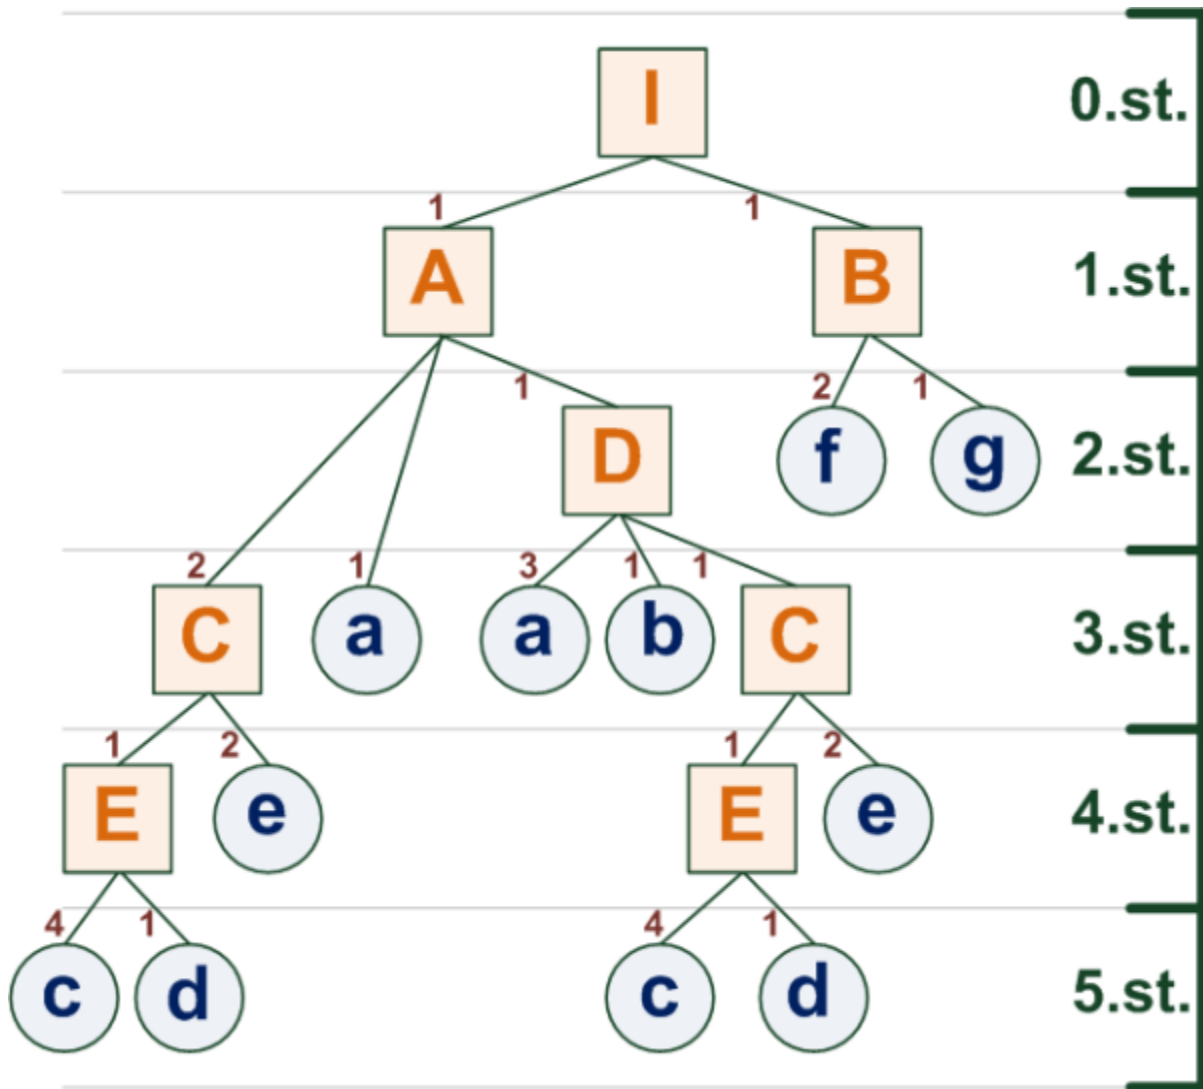 I
0.st.
1 1
A B
1.st.
1 2 1
D f g
2.st.
2 1 3 1 1
C a a b C
3.st.
1 2 1 2
E e E e
4.st.
4 1 4 1
c d c d
5.st.